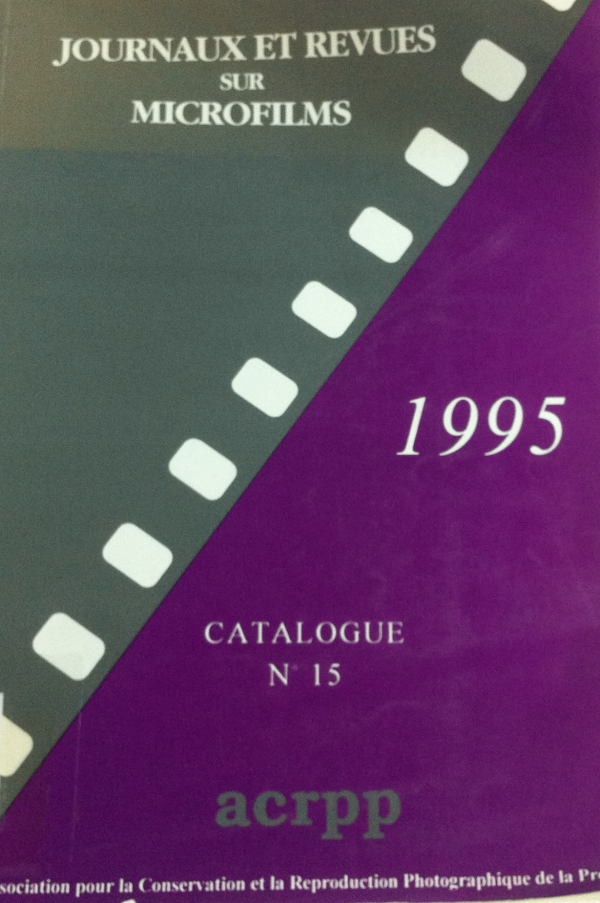 JOURNAUX ET REVUES
SUR
MICROFILMS
1995
CATALOGUE
N° 15
acrpp
sociation pour la Conservation et la Reproduction Photographique de la Pre